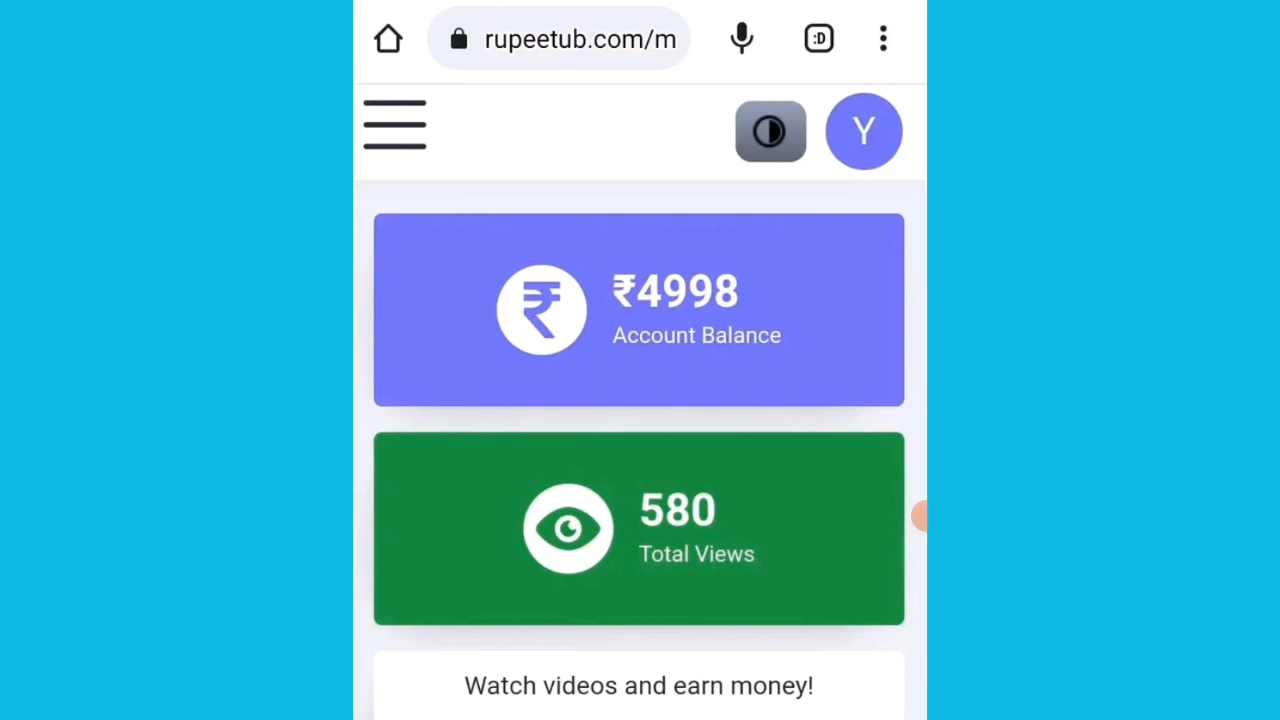 rupeetub.com/m
:D
Y
₹
₹4998
Account Balance
580
Total Views
Watch videos and earn money!